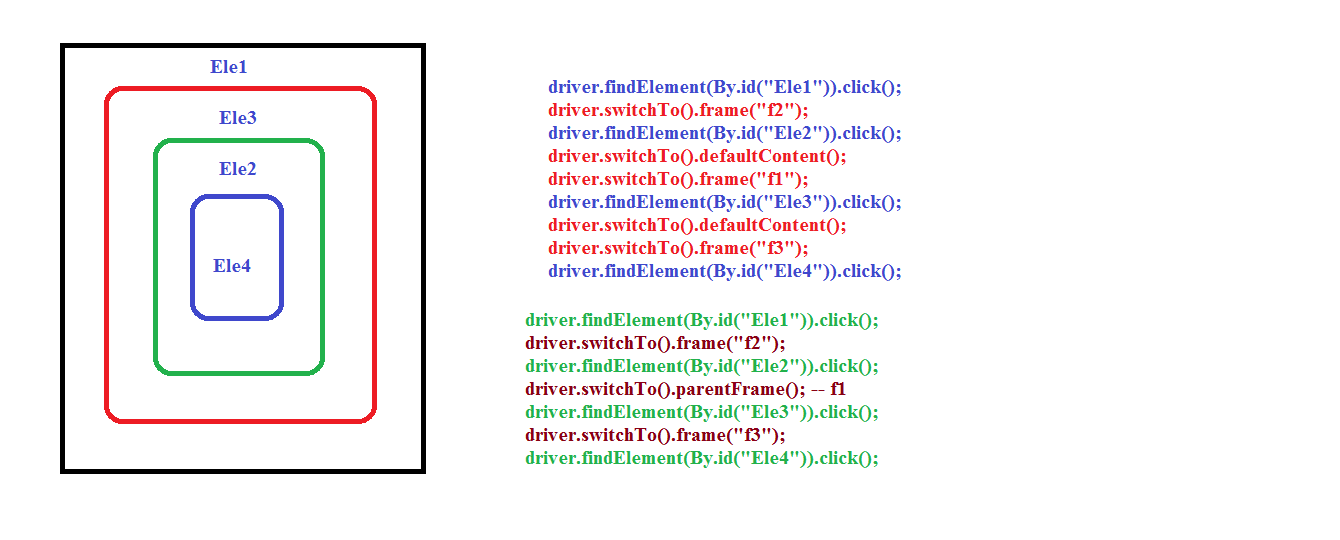 Ele1
Ele3
Ele2
Ele4
driver.findElement(By.id("Ele1")).click();
driver.switchTo().frame("f2");
driver.findElement(By.id("Ele2")).click();
driver.switchTo().defaultContent();
driver.switchTo().frame("f1");
driver.findElement(By.id("Ele3")).click();
driver.switchTo().defaultContent();
driver.switchTo().frame("f3");
driver.findElement(By.id("Ele4")).click();
driver.findElement(By.id("Ele1")).click();
driver.switchTo().frame("f2");
driver.findElement(By.id("Ele2")).click();
driver.switchTo().parentFrame(); -- f1
driver.findElement(By.id("Ele3")).click();
driver.switchTo().frame("f3");
driver.findElement(By.id("Ele4")).click();